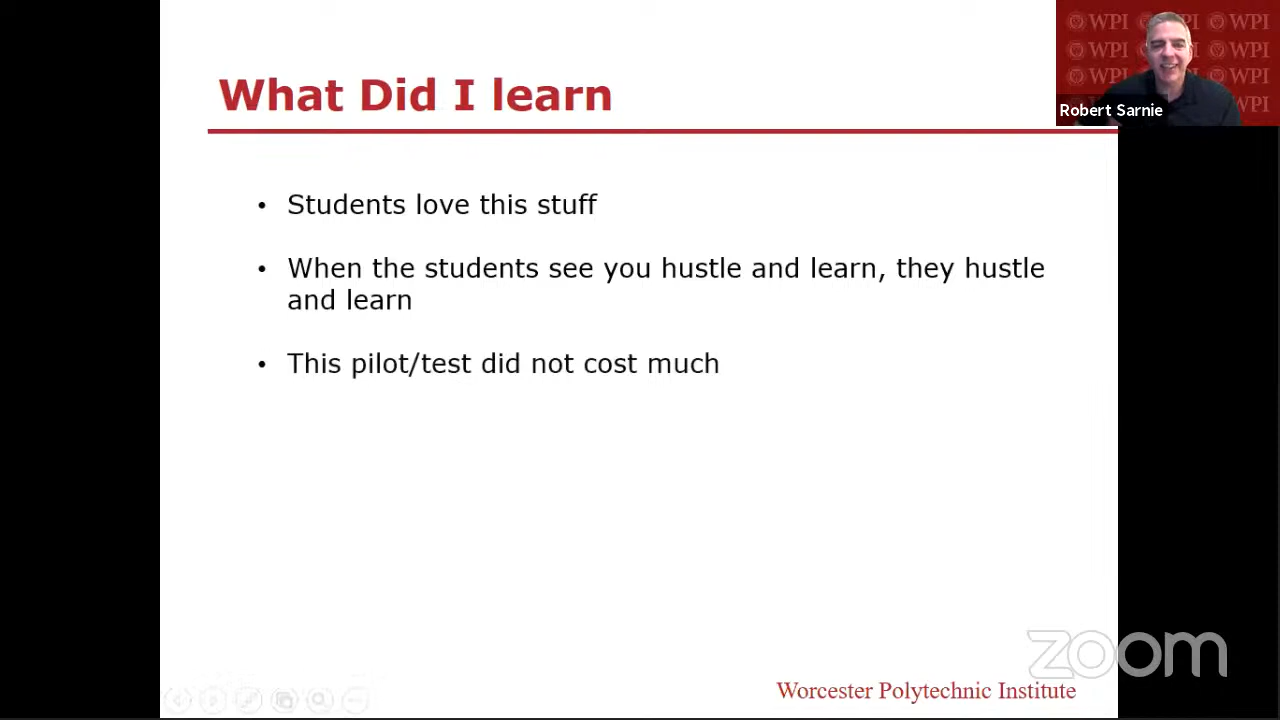 What Did I learn
WPI WPI WPI
WPI WPI
WPI WPI
WPI
Robert Sarnie
• Students love this stuff
• When the students see you hustle and learn, they hustle
and learn
• This pilot/test did not cost much
zoom
Worcester Polytechnic Institute